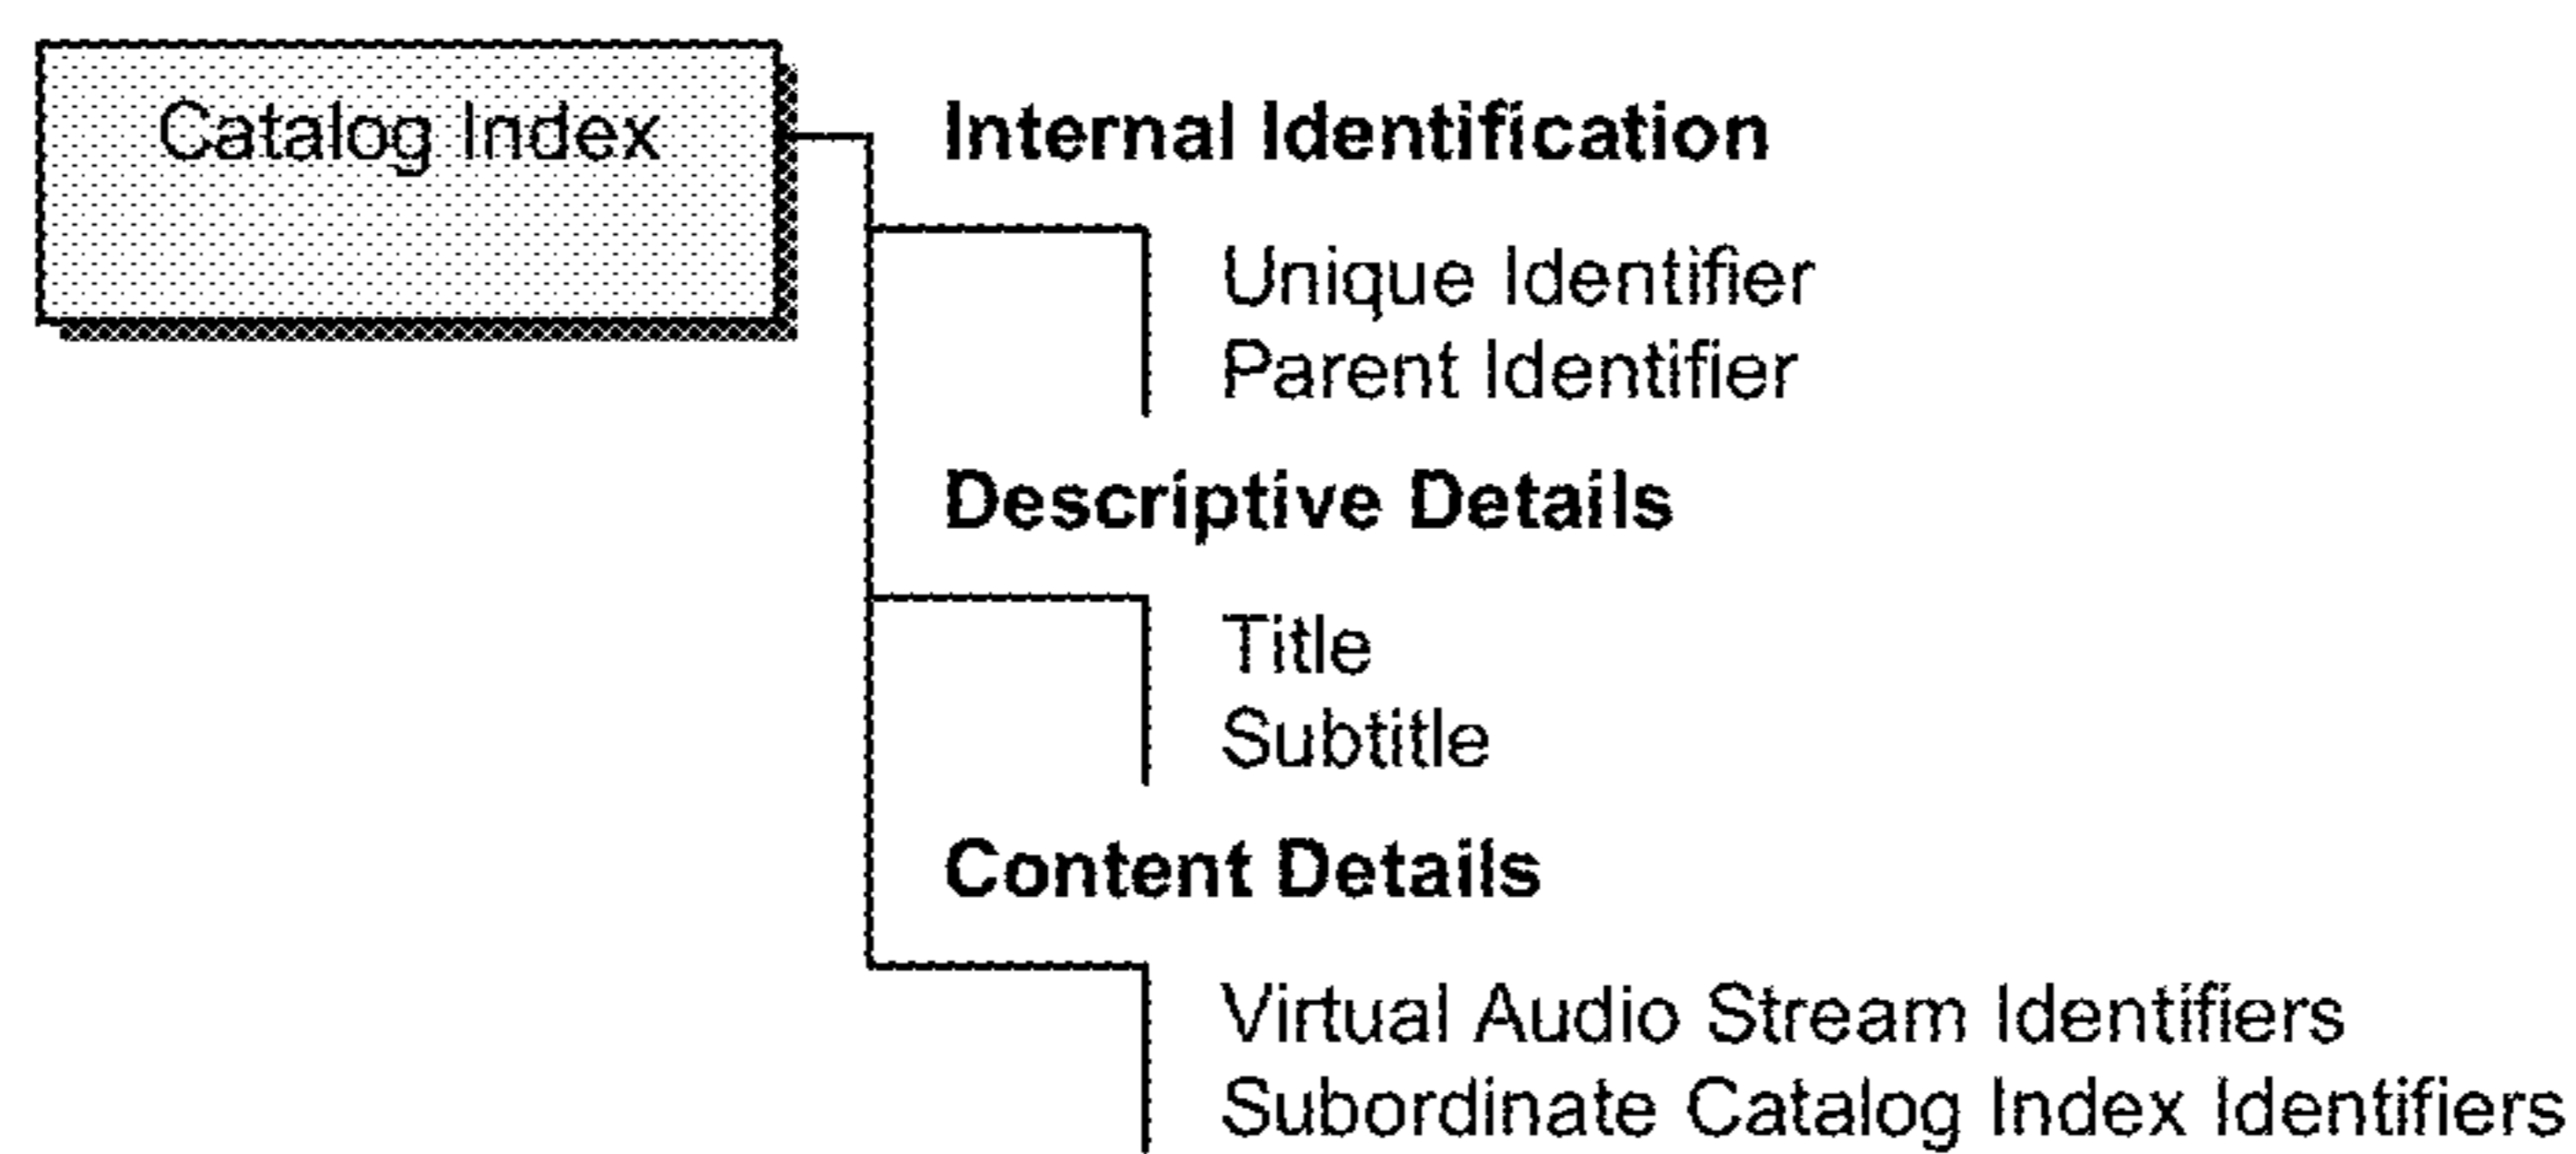 Catalog Index
Internal Identification
Unique Identifier
Parent Identifier
Descriptive Details
Title
Subtitle
Content Details
Virtual Audio Stream Identifiers
Subordinate Catalog Index Identifiers